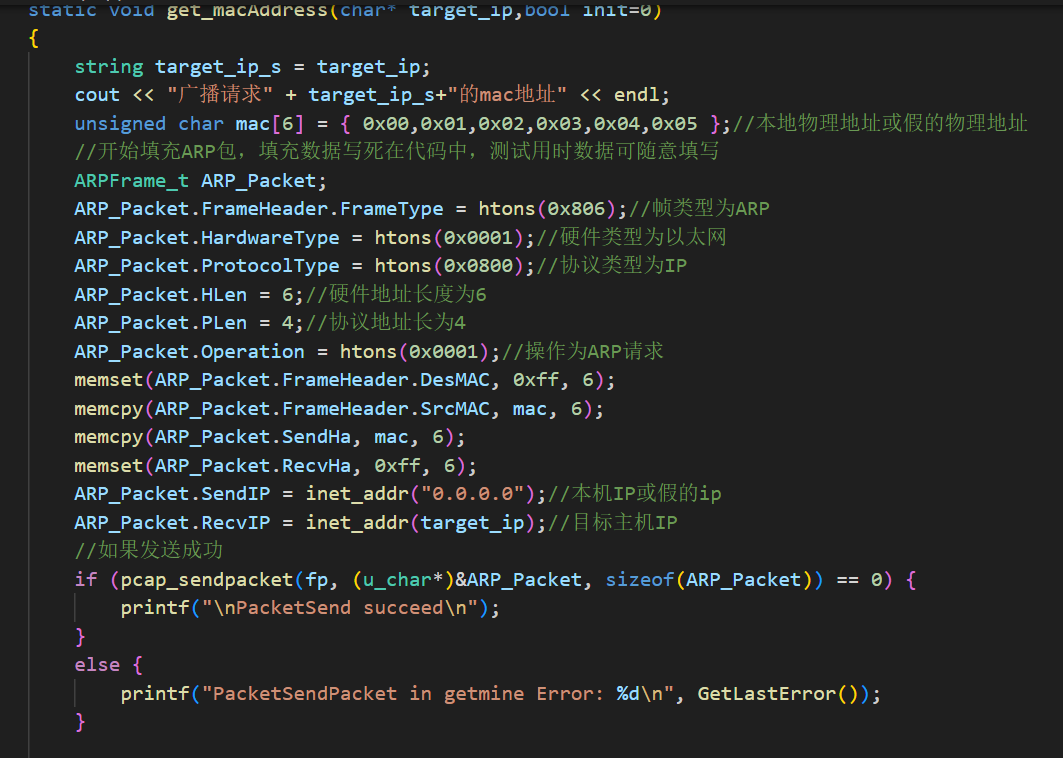 static void get_macAddress(char* target_ip,bool init=0)
{
string target_ip_s = target_ip;
cout << "广播请求" + target_ip_s+"的mac地址" << endl;
unsigned char mac[6] = { 0x00,0x01,0x02,0x03,0x04,0x05 };//本地物理地址或假的物理地址
//开始填充ARP包，填充数据写死在代码中，测试用时数据可随意填写
ARPFrame_t ARP_Packet;
ARP_Packet.FrameHeader.FrameType = htons(0x806);//帧类型为ARP
ARP_Packet.HardwareType = htons(0x0001);//硬件类型为以太网
ARP_Packet.ProtocolType = htons(0x0800);//协议类型为IP
ARP_Packet.HLen = 6;//硬件地址长度为6
ARP_Packet.PLen = 4;//协议地址长为4
ARP_Packet.Operation = htons(0x0001);//操作为ARP请求
memset(ARP_Packet.FrameHeader.DesMAC, 0xff, 6);
memcpy(ARP_Packet.FrameHeader.SrcMAC, mac, 6);
memcpy(ARP_Packet.SendHa, mac, 6);
memset(ARP_Packet.RecvHa, 0xff, 6);
ARP_Packet.SendIP = inet_addr("0.0.0.0");//本机IP或假的ip
ARP_Packet.RecvIP = inet_addr(target_ip);//目标主机IP
//如果发送成功
if (pcap_sendpacket(fp, (u_char*)&ARP_Packet, sizeof(ARP_Packet)) == 0) {
printf("\nPacketSend succeed\n");
}
else {
printf("PacketSendPacket in getmine Error: %d\n", GetLastError());
}